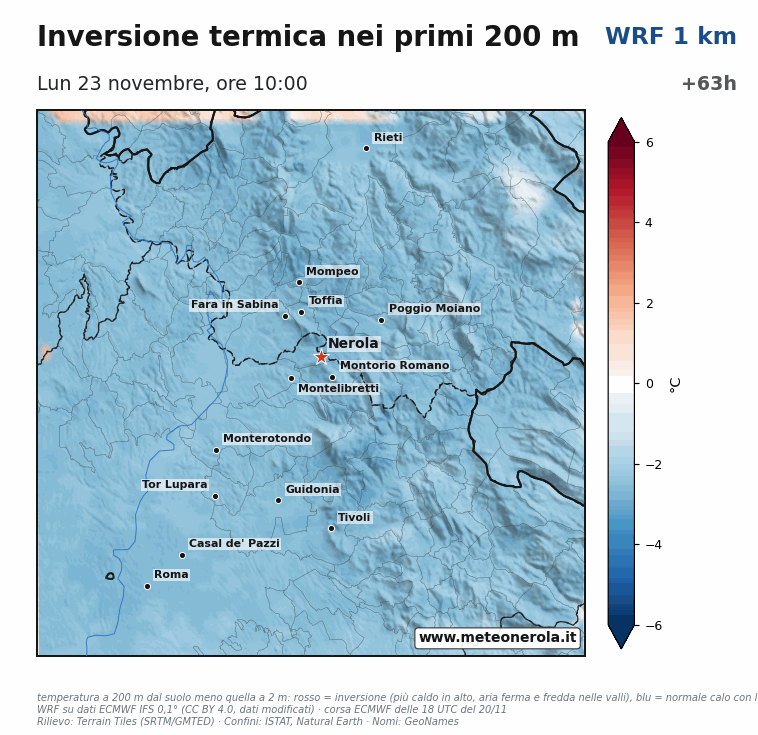 Inversione termica nei primi 200 m
WRF 1 km
Lun 23 novembre, ore 10:00
+63h
Rieti
Mompeo
Toffia
Fara in Sabina
Poggio Moiano
Nerola
Montorio Romano
Montelibretti
Monterotondo
Tor Lupara
Guidonia
Tivoli
Casal de' Pazzi
Roma
www.meteonerola.it
6
4
2
0
−2
−4
−6
°C
temperatura a 200 m dal suolo meno quella a 2 m: rosso = inversione (più caldo in alto, aria ferma e fredda nelle valli), blu = normale calo con l
WRF su dati ECMWF IFS 0,1° (CC BY 4.0, dati modificati) · corsa ECMWF delle 18 UTC del 20/11
Rilievo: Terrain Tiles (SRTM/GMTED) · Confini: ISTAT, Natural Earth · Nomi: GeoNames